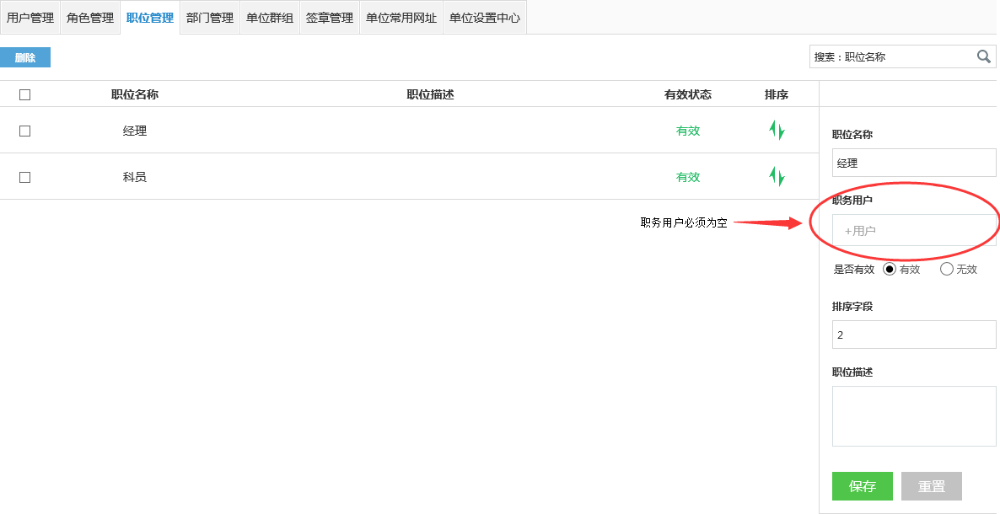 用户管理 角色管理 职位管理 部门管理 单位群组 签章管理 单位常用网址 单位设置中心
删除
搜索：职位名称
职位名称 职位描述 有效状态 排序
经理 有效
科员 有效
职务用户必须为空
职位名称
经理
职务用户
+用户
是否有效 有效 无效
排序字段
2
职位描述
保存 重置